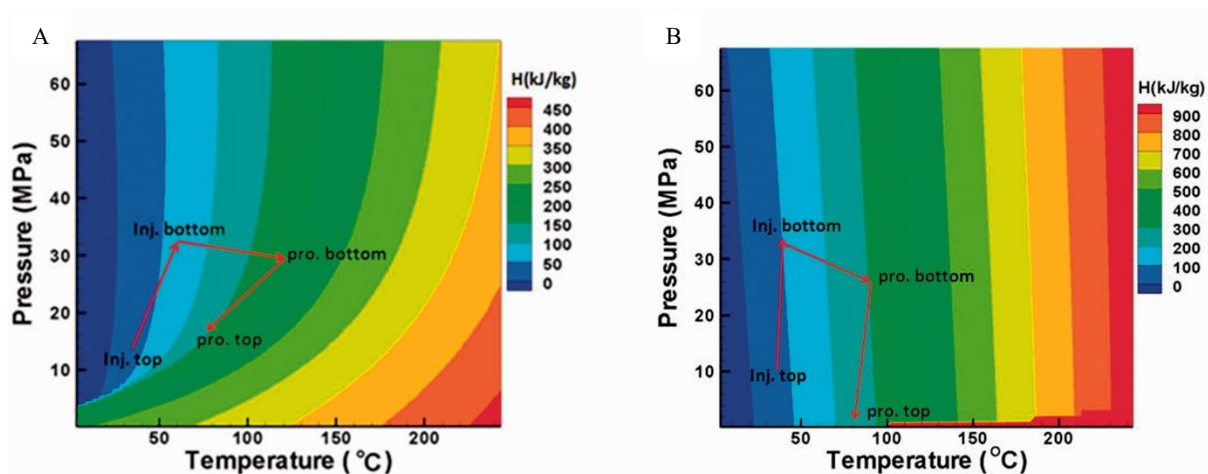 A
H(kJ/kg)
450
400
350
300
250
200
150
100
50
0
Pressure (MPa)
60
50
40
30
20
10
Inj. bottom
pro. bottom
Inj. top
pro. top
50
100
150
200
Temperature (°C)
B
H(kJ/kg)
900
800
700
600
500
400
300
200
100
0
Pressure (MPa)
60
50
40
30
20
10
Inj. bottom
pro. bottom
Inj. top
pro. top
50
100
150
200
Temperature (°C)